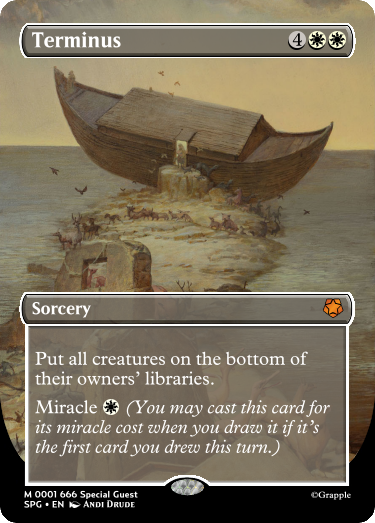 Terminus 4
Sorcery
Put all creatures on the bottom of
their owners’ libraries.
Miracle (You may cast this card for
its miracle cost when you draw it if it’s
the first card you drew this turn.)
M 0001 666 Special Guest
SPG • EN Andi Drude
©Grapple